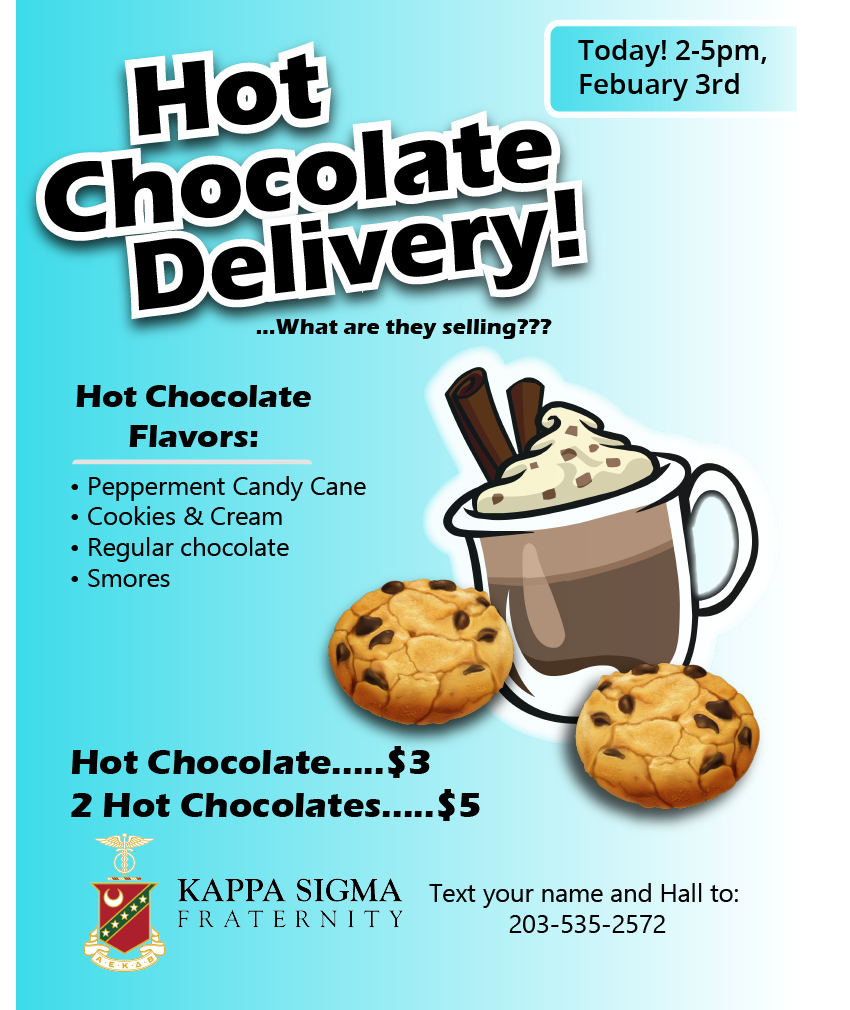 Today! 2-5pm,
Febuary 3rd
Hot
Chocolate
Delivery!
...What are they selling???
Hot Chocolate
Flavors:
• Pepperment Candy Cane
• Cookies & Cream
• Regular chocolate
• Smores
Hot Chocolate.....$3
2 Hot Chocolates.....$5
KAPPA SIGMA
FRATERNITY
Α·Ε·Κ·Δ·Β
Text your name and Hall to:
203-535-2572